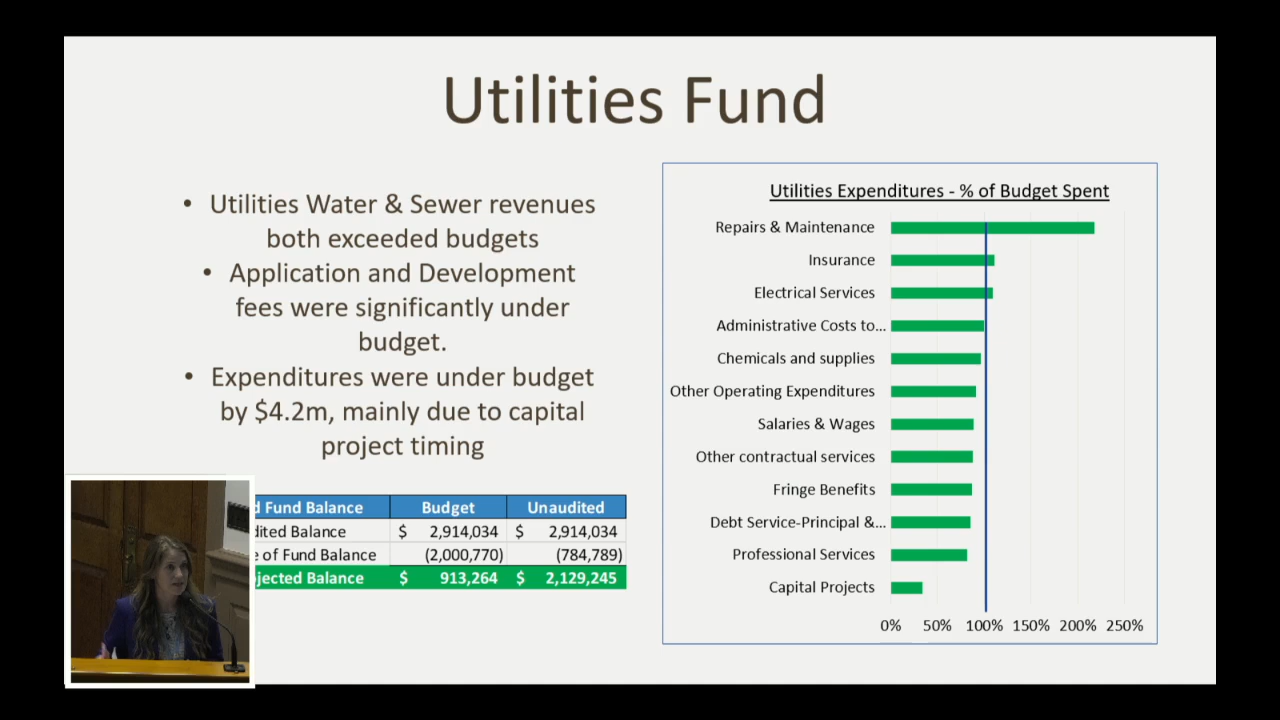 Utilities Fund
• Utilities Water & Sewer revenues
both exceeded budgets
• Application and Development
fees were significantly under
budget.
• Expenditures were under budget
by $4.2m, mainly due to capital
project timing
Fund Balance Budget Unaudited
Balance $ 2,914,034 $ 2,914,034
of Fund Balance (2,000,770) (784,789)
Balance $ 913,264 $ 2,129,245
Utilities Expenditures - % of Budget Spent
Repairs & Maintenance
Insurance
Electrical Services
Administrative Costs to...
Chemicals and supplies
Other Operating Expenditures
Salaries & Wages
Other contractual services
Fringe Benefits
Debt Service-Principal &...
Professional Services
Capital Projects
0% 50% 100% 150% 200% 250%